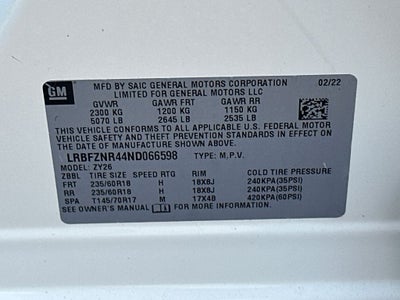 GM
MFD BY SAIC GENERAL MOTORS CORPORATION 02/22
LIMITED FOR GENERAL MOTORS LLC
GVWR GAWR FRT GAWR RR
2300 KG 1200 KG 1150 KG
5070 LB 2645 LB 2535 LB
THIS VEHICLE CONFORMS TO ALL APPLICABLE U.S. FEDERAL MOTOR
VEHICLE SAFETY AND THEFT PREVENTION STANDARDS IN EFFECT ON
THE DATE OF MANUFACTURE SHOWN ABOVE.
LRBFZNR44ND066598 TYPE: M.P.V.
MODEL: ZY26
ZBBL TIRE SIZE SPEED RTG RIM COLD TIRE PRESSURE
FRT 235/60R18 H 18X8J 240KPA(35PSI)
RR 235/60R18 H 18X8J 240KPA(35PSI)
SPA T145/70R17 M 17X4B 420KPA(60PSI)
SEE OWNER MANUAL FOR MORE INFORMATION.